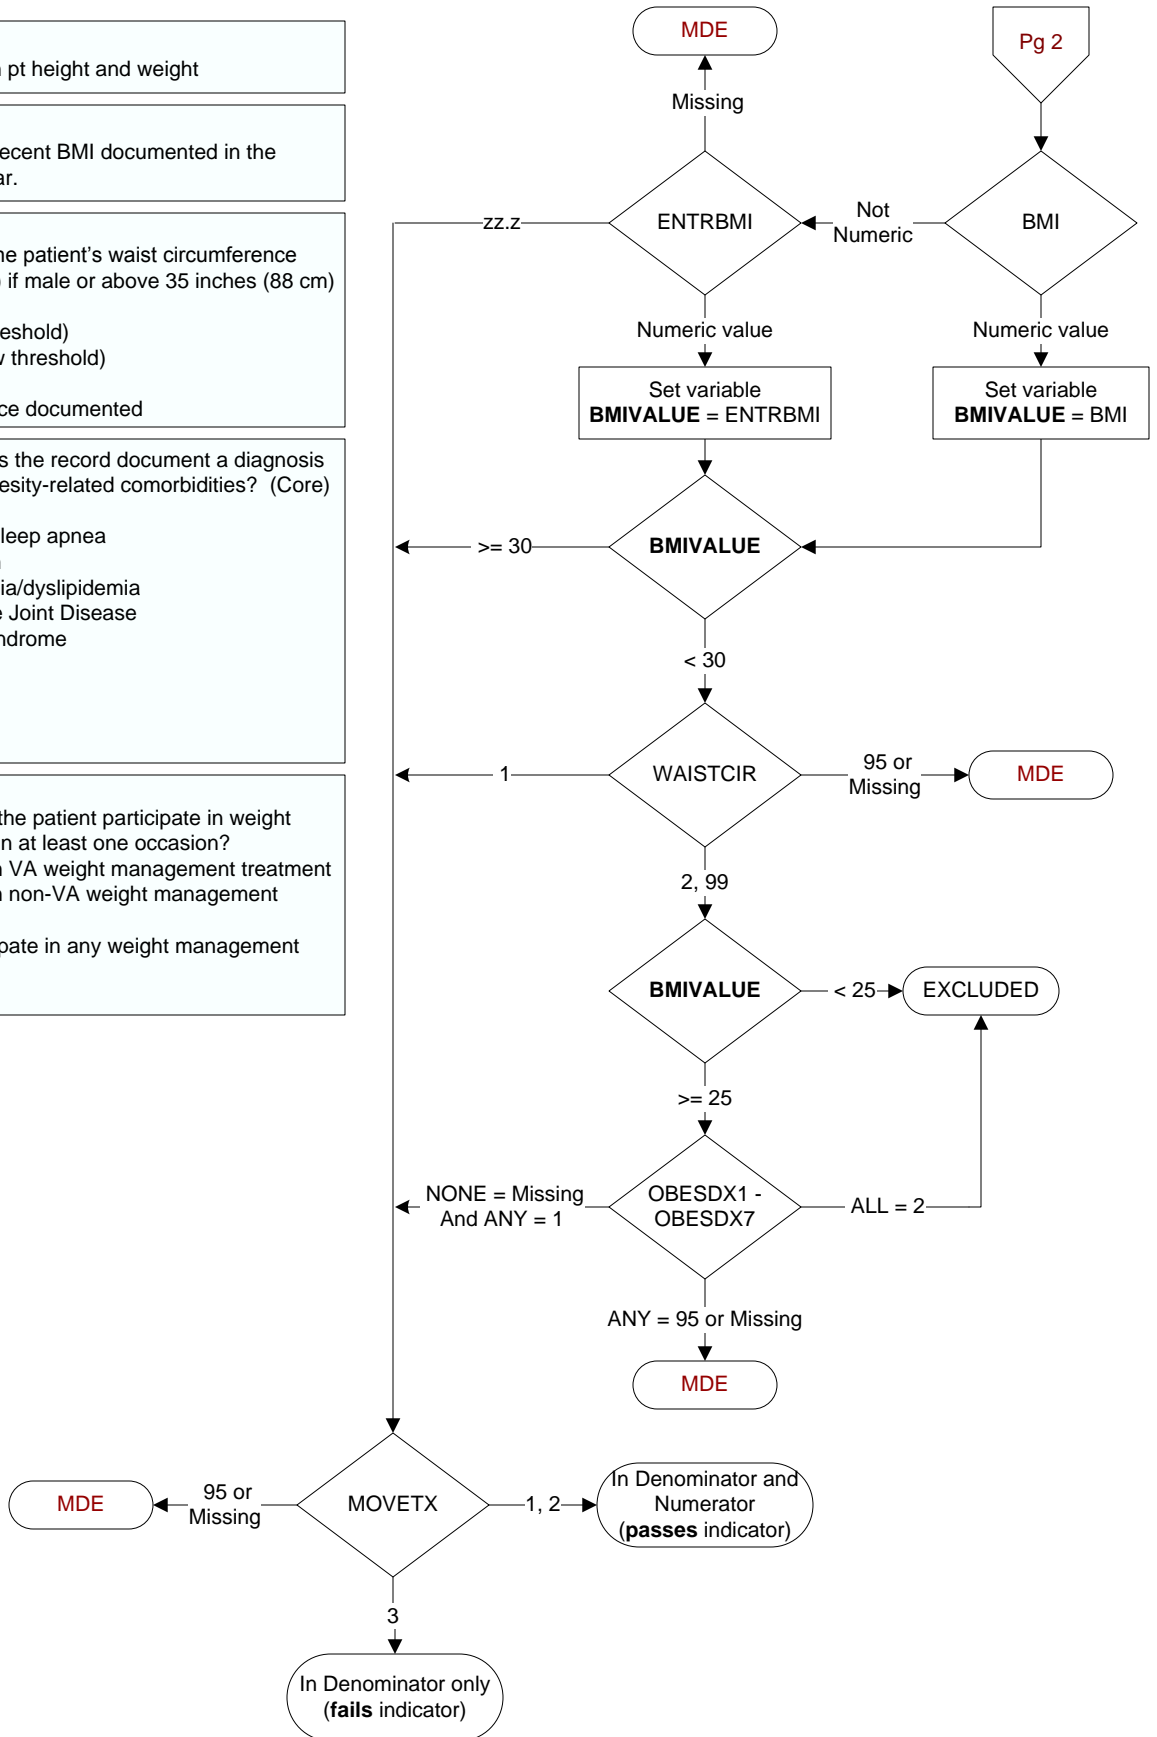 pt height and weight
ecent BMI documented in the
ar.
ne patient's waist circumference
) if male or above 35 inches (88 cm)
eshold)
v threshold)
ce documented
s the record document a diagnosis
esity-related comorbidities? (Core)
leep apnea
n
ia/dyslipidemia
e Joint Disease
ndrome
the patient participate in weight
n at least one occasion?
n VA weight management treatment
n non-VA weight management
pate in any weight management
MDE
Pg 2
Missing
zz.z
ENTRBMI
Not
Numeric
BMI
Numeric value
Numeric value
Set variable
BMIVALUE = ENTRBMI
Set variable
BMIVALUE = BMI
>= 30
BMIVALUE
< 30
1
WAISTCIR
95 or
Missing
MDE
2, 99
BMIVALUE
< 25
EXCLUDED
>= 25
NONE = Missing
And ANY = 1
OBESDX1 -
OBESDX7
ALL = 2
ANY = 95 or Missing
MDE
MDE
95 or
Missing
MOVETX
1, 2
In Denominator and
Numerator
(passes indicator)
3
In Denominator only
(fails indicator)